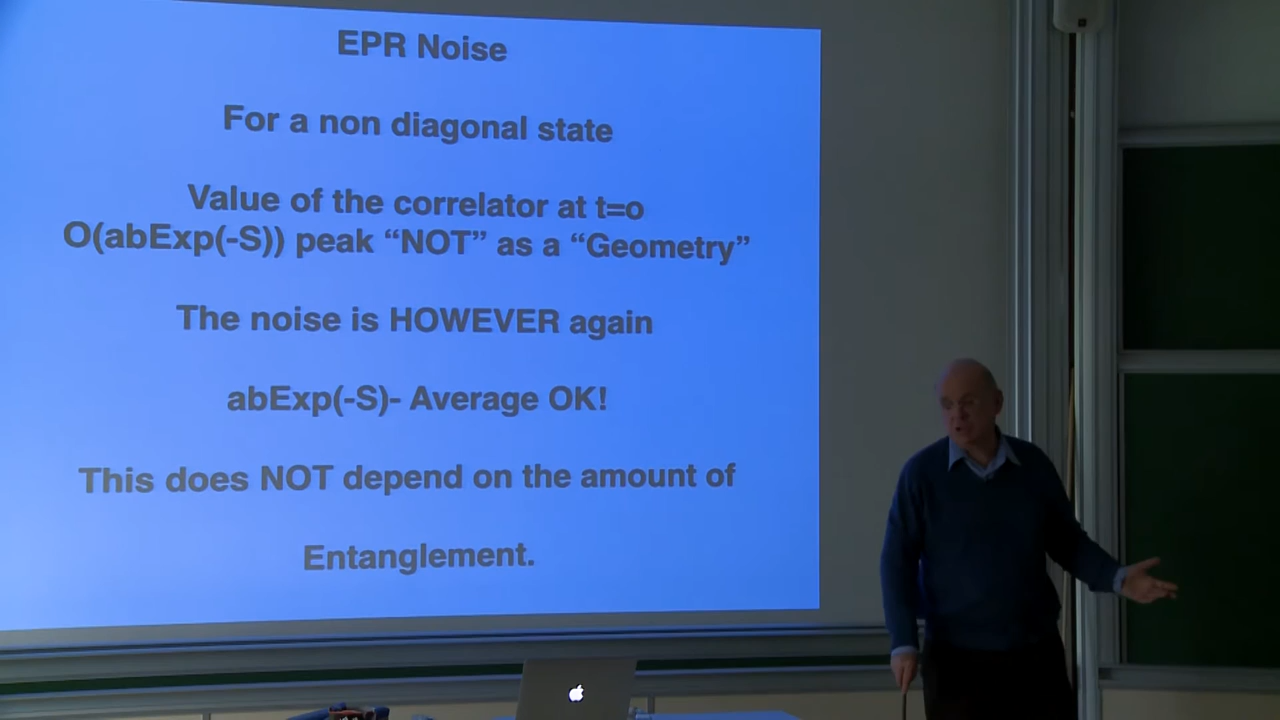 EPR Noise
For a non diagonal state
Value of the correlator at t=o
O(abExp(-S)) peak “NOT” as a “Geometry”
The noise is HOWEVER again
abExp(-S)- Average OK!
This does NOT depend on the amount of
Entanglement.